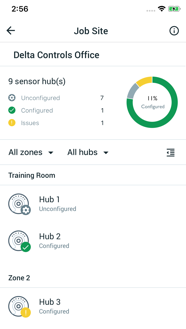 2:56
Job Site
Delta Controls Office
9 sensor hub(s)
Unconfigured 7
Configured 1
Issues 1
11%
Configured
All zones All hubs
Training Room
Hub 1
Unconfigured
Hub 2
Configured
Zone 2
Hub 3
Configured